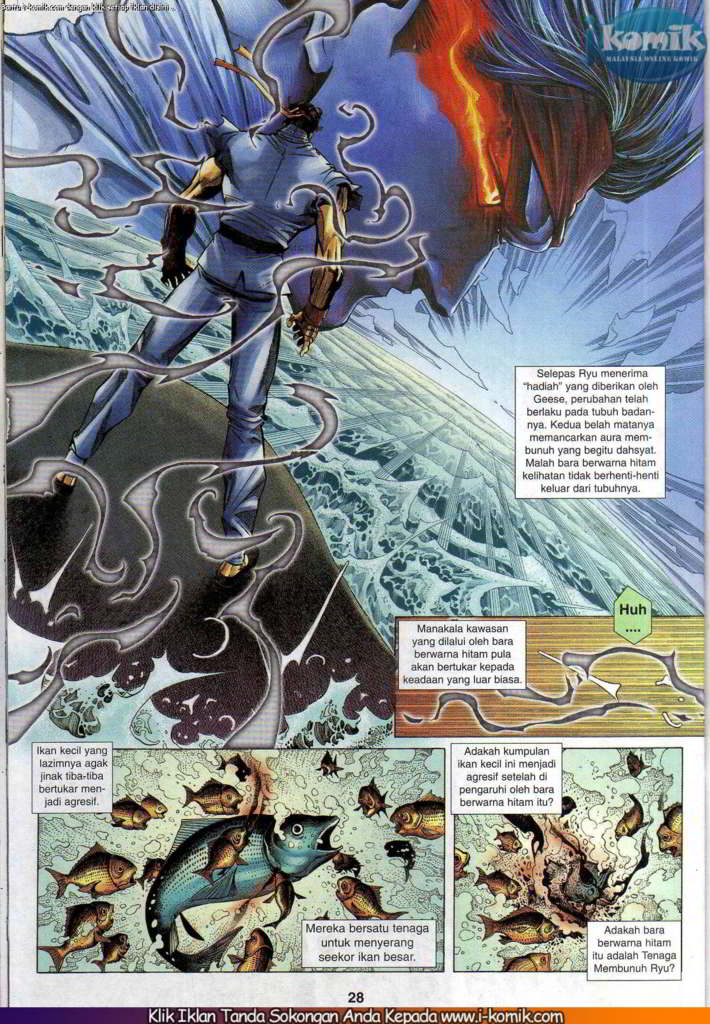 komik
MALAYSIA ONLINE KOMIK
Selepas Ryu menerima
"hadiah" yang diberikan oleh
Geese, perubahan telah
berlaku pada tubuh badan-
nya. Kedua belah matanya
memancarkan aura mem-
bunuh yang begitu dahsyat.
Malah bara berwarna hitam
kelihatan tidak berhenti-henti
keluar dari tubuhnya.
Huh
....
Manakala kawasan
yang dilalui oleh bara
berwarna hitam pula
akan bertukar kepada
keadaan yang luar biasa.
Ikan kecil yang
lazimnya agak
jinak tiba-tiba
bertukar men-
jadi agresif.
Mereka bersatu tenaga
untuk menyerang
seekor ikan besar.
Adakah kumpulan
ikan kecil ini menjadi
agresif setelah di
pengaruhi oleh bara
berwarna hitam itu?
Adakah bara
berwarna hitam
itu adalah Tenaga
Membunuh Ryu?
28
Klik Iklan Tanda Sokongan Anda Kepada www.i-komik.com